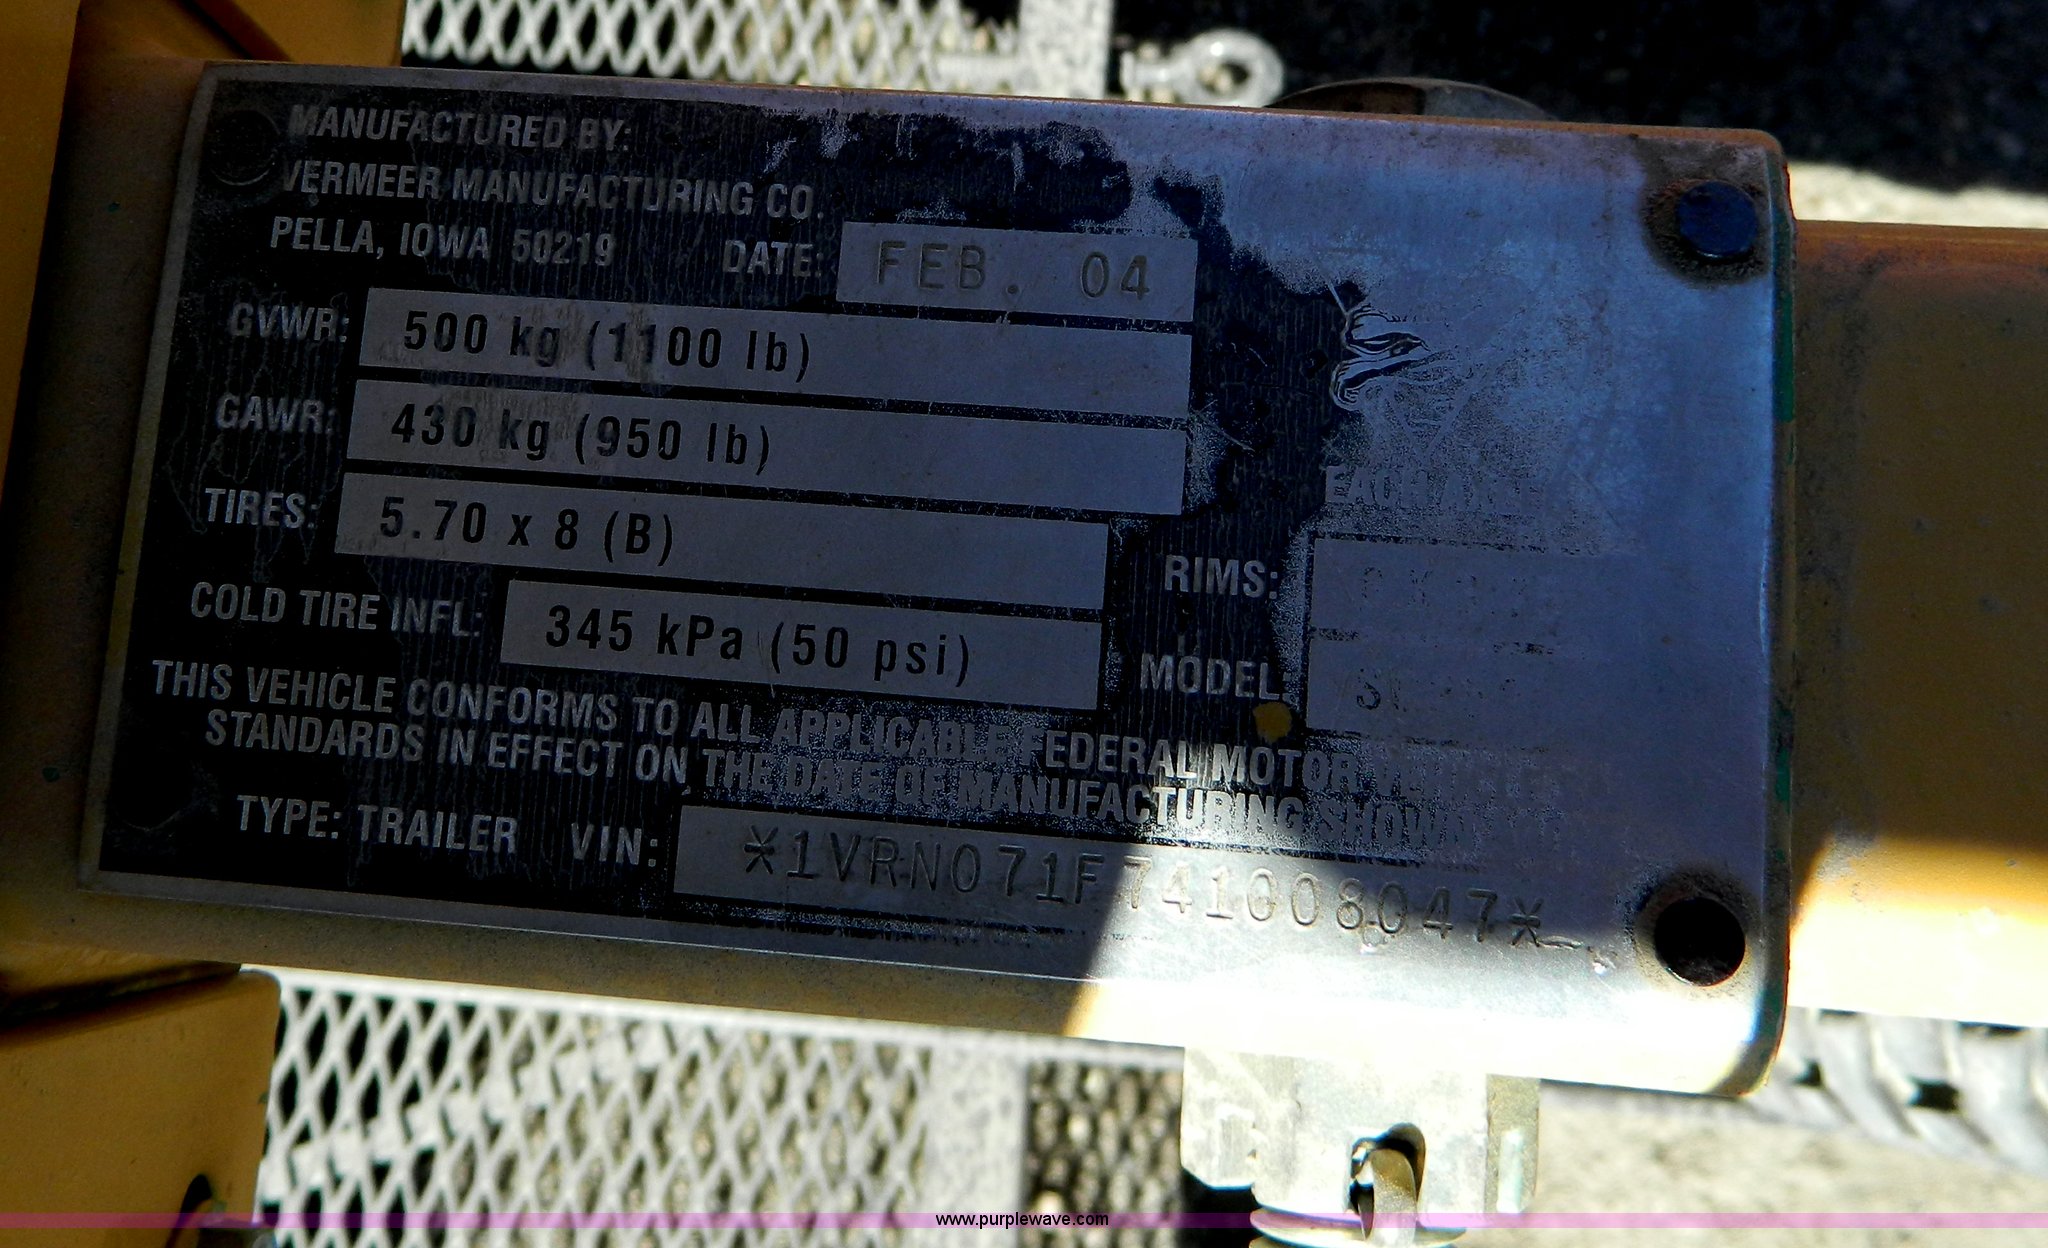 MANUFACTURED BY:
VERMEER MANUFACTURING CO.
PELLA, IOWA 50219 DATE: FEB. 04
GVWR: 500 kg (1100 lb)
GAWR: 430 kg (950 lb) EACH AXLE
TIRES: 5.70 x 8 (B) RIMS:
COLD TIRE INFL: 345 kPa (50 psi) MODEL:
THIS VEHICLE CONFORMS TO ALL APPLICABLE FEDERAL MOTOR VEHICLE
STANDARDS IN EFFECT ON THE DATE OF MANUFACTURING SHOWN
TYPE: TRAILER VIN: *1VRN071F741008047*
www.purplewave.com